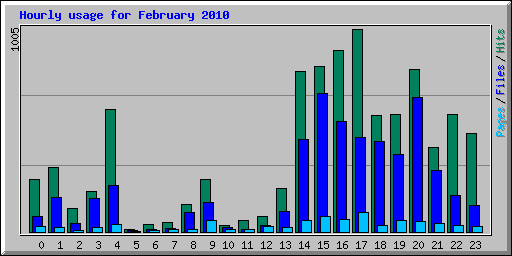 Hourly usage for February 2010
1005
Pages / Files / Hits
0 1 2 3 4 5 6 7 8 9 10 11 12 13 14 15 16 17 18 19 20 21 22 23